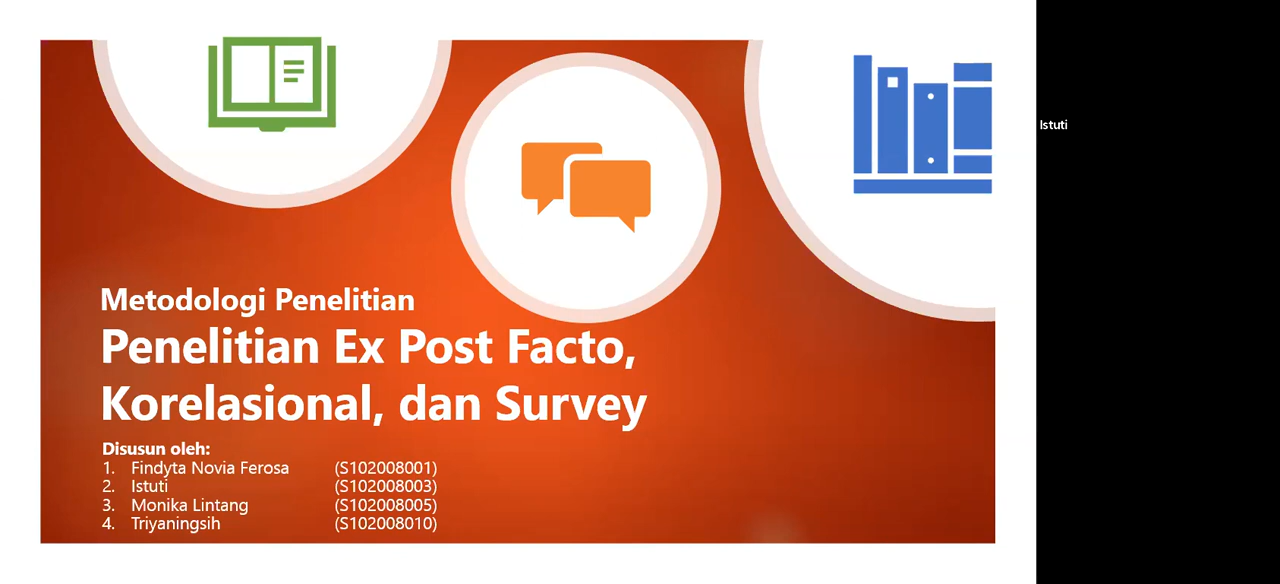 Istuti
Metodologi Penelitian
Penelitian Ex Post Facto,
Korelasional, dan Survey
Disusun oleh:
1. Findyta Novia Ferosa (S102008001)
2. Istuti (S102008003)
3. Monika Lintang (S102008005)
4. Triyaningsih (S102008010)